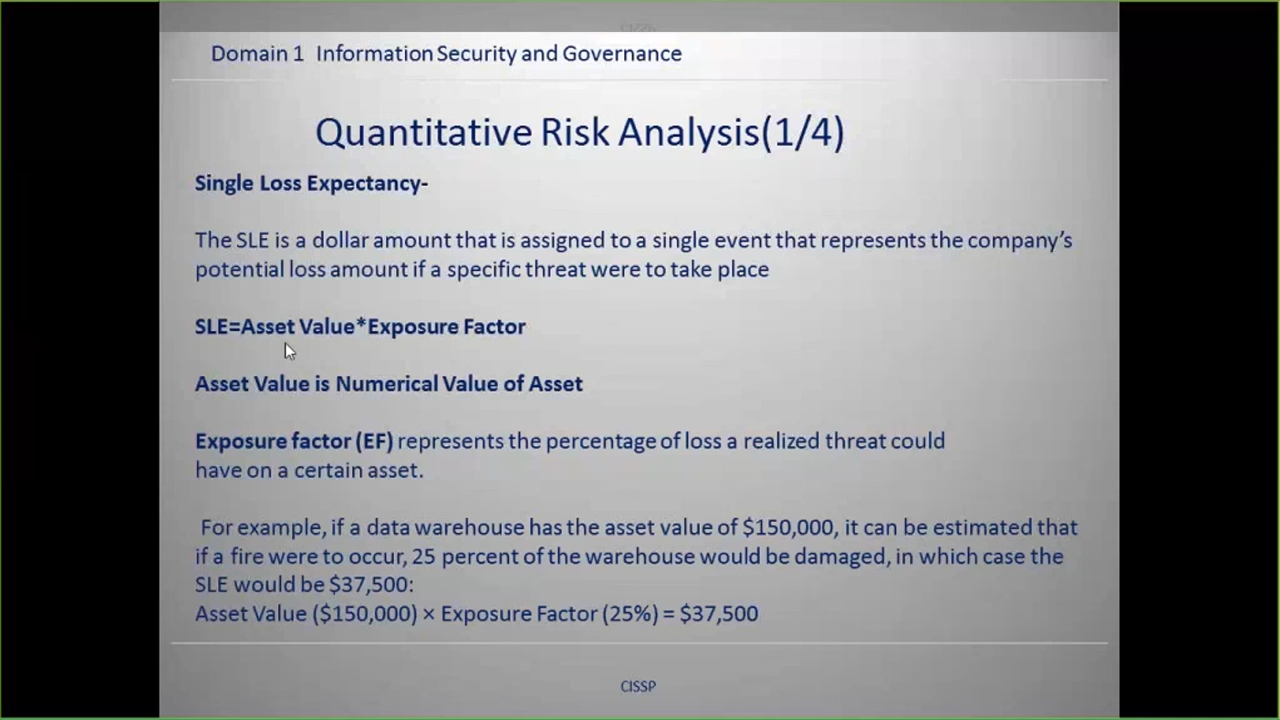 Domain 1 Information Security and Governance
Quantitative Risk Analysis(1/4)
Single Loss Expectancy-
The SLE is a dollar amount that is assigned to a single event that represents the company's
potential loss amount if a specific threat were to take place
SLE=Asset Value*Exposure Factor
Asset Value is Numerical Value of Asset
Exposure factor (EF) represents the percentage of loss a realized threat could
have on a certain asset.
For example, if a data warehouse has the asset value of $150,000, it can be estimated that
if a fire were to occur, 25 percent of the warehouse would be damaged, in which case the
SLE would be $37,500:
Asset Value ($150,000) × Exposure Factor (25%) = $37,500
CISSP